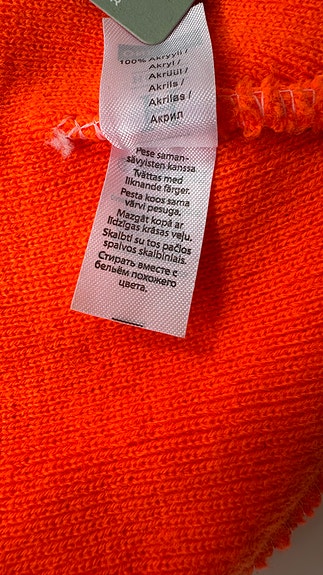 100% Akryyli /
Akryl /
Akrüül /
Akrils /
Akrilas /
Акрил
Pese saman-
sävyisten kanssa
Tvättas med
liknande färger.
Pesta koos sama
värvi pesuga.
Mazgāt kopā ar
līdzīgas krāsas veļu.
Skalbti su tos pačios
spalvos skalbiniais.
Стирать вместе с
бельём похожего
цвета.